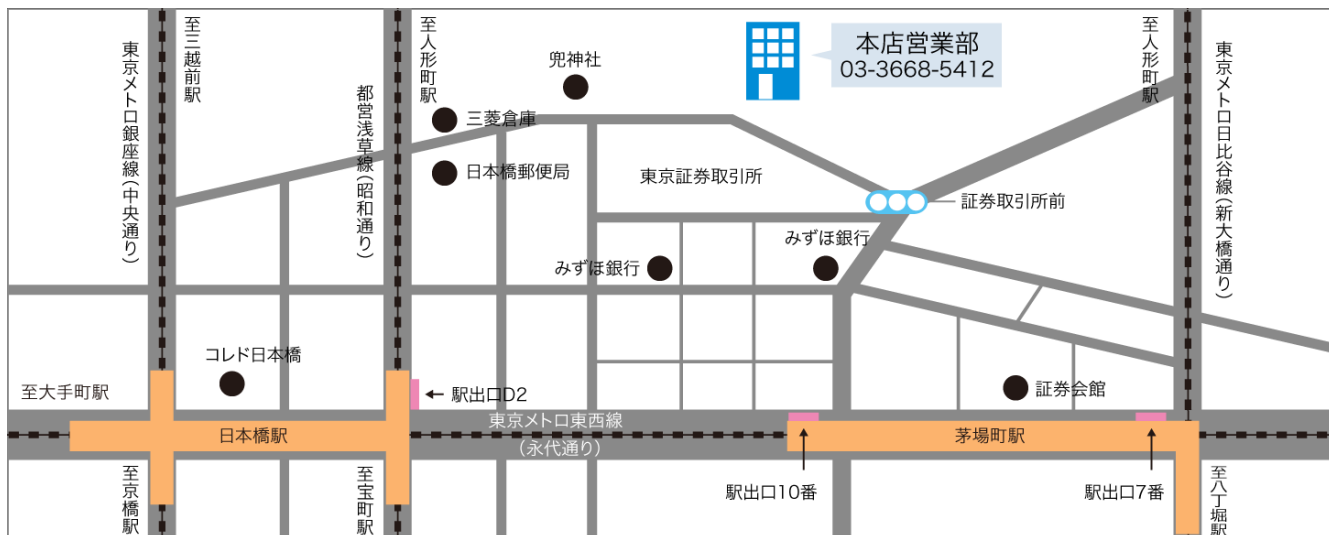 至三越前駅
東京メトロ銀座線(中央通り)
至人形町駅
都営浅草線(昭和通り)
兜神社
三菱倉庫
日本橋郵便局
本店営業部
03-3668-5412
至人形町駅
東京メトロ日比谷線(新大橋通り)
東京証券取引所
証券取引所前
みずほ銀行
みずほ銀行
コレド日本橋
至大手町駅
駅出口D2
証券会館
東京メトロ東西線
(永代通り)
日本橋駅
茅場町駅
至京橋駅
至宝町駅
駅出口10番
駅出口7番
至八丁堀駅